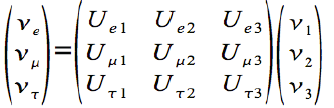 (ν_e) = (U_e1 U_e2 U_e3) (ν_1)
(ν_μ) = (U_μ1 U_μ2 U_μ3) (ν_2)
(ν_τ) = (U_τ1 U_τ2 U_τ3) (ν_3)